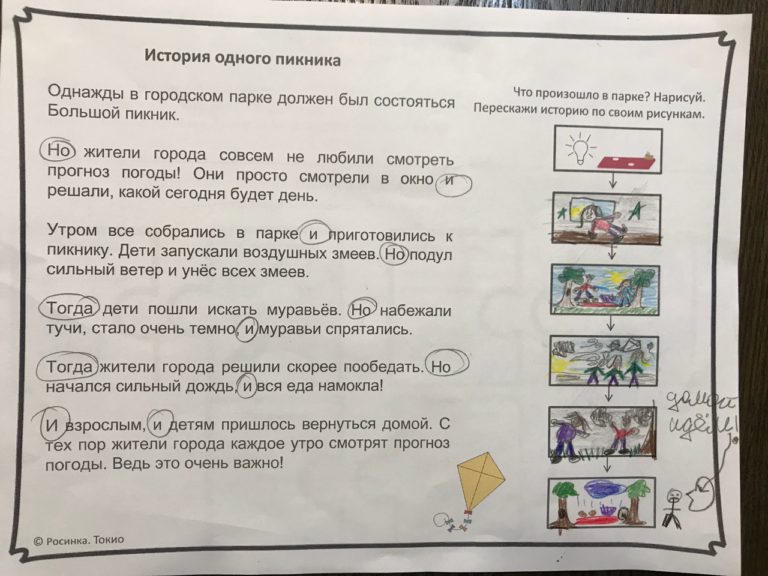 История одного пикника
Однажды в городском парке должен был состояться
Большой пикник.
Но жители города совсем не любили смотреть
прогноз погоды! Они просто смотрели в окно и
решали, какой сегодня будет день.
Утром все собрались в парке и приготовились к
пикнику. Дети запускали воздушных змеев. Но подул
сильный ветер и унёс всех змеев.
Тогда дети пошли искать муравьёв. Но набежали
тучи, стало очень темно, и муравьи спрятались.
Тогда жители города решили скорее пообедать. Но
начался сильный дождь, и вся еда намокла!
И взрослым, и детям пришлось вернуться домой. С
тех пор жители города каждое утро смотрят прогноз
погоды. Ведь это очень важно!
Что произошло в парке? Нарисуй.
Перескажи историю по своим рисункам.
домой
идём!
© Росинка. Токио